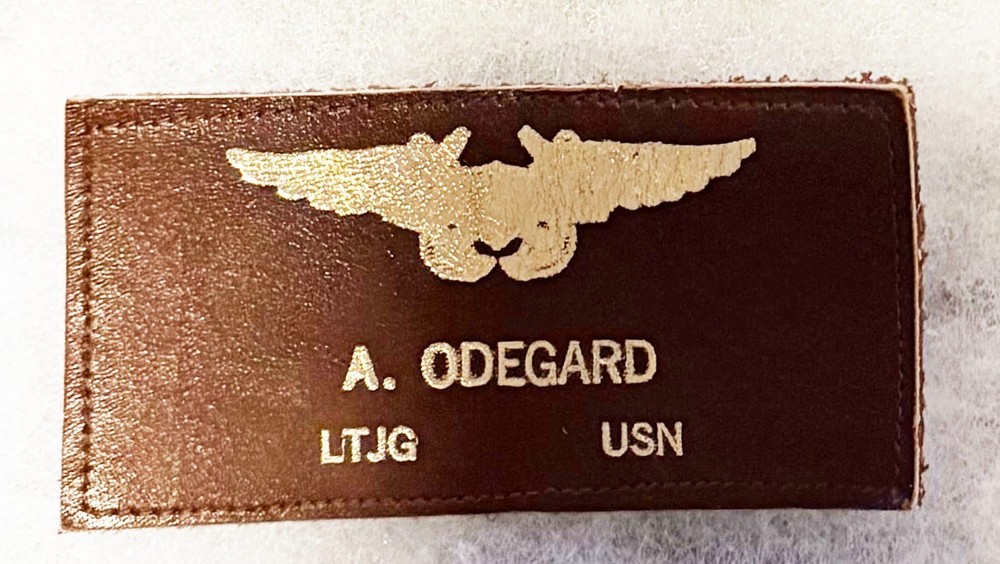 A. ODEGARD
LTJG USN